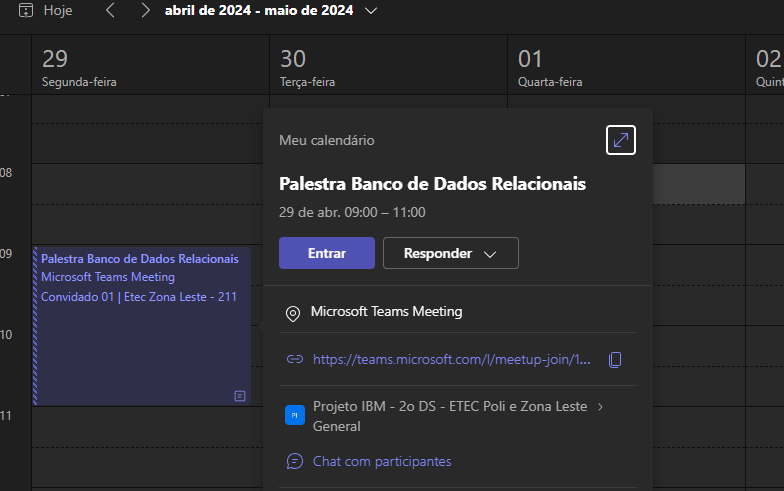 Hoje
abril de 2024 - maio de 2024
29
Segunda-feira
30
Terça-feira
01
Quarta-feira
02
08
09
10
11
Palestra Banco de Dados Relacionais
Microsoft Teams Meeting
Convidado 01 | Etec Zona Leste - 211
Meu calendário
Palestra Banco de Dados Relacionais
29 de abr. 09:00 – 11:00
Entrar
Responder
Microsoft Teams Meeting
https://teams.microsoft.com/l/meetup-join/1...
PI
Projeto IBM - 2o DS - ETEC Poli e Zona Leste
General
Chat com participantes